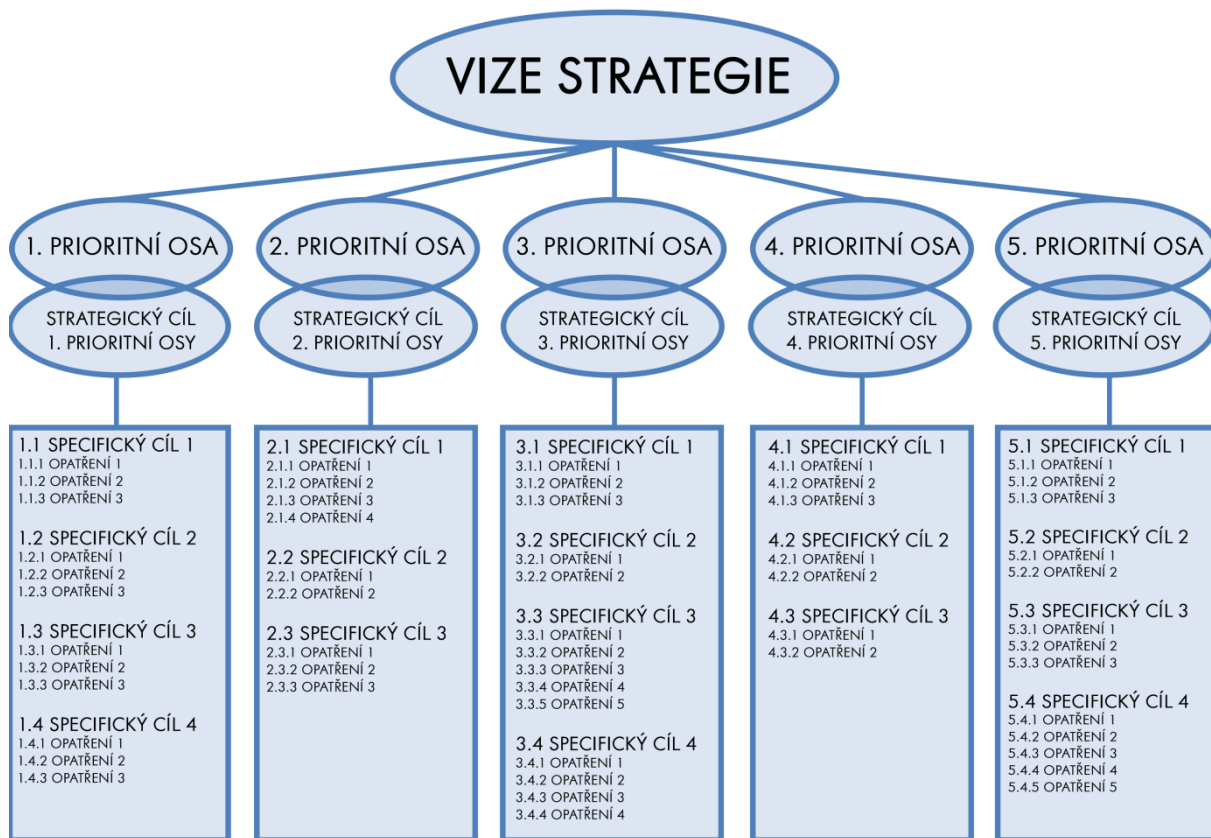 VIZE STRATEGIE
1. PRIORITNÍ OSA
STRATEGICKÝ CÍL
1. PRIORITNÍ OSY
1.1 SPECIFICKÝ CÍL 1
1.1.1 OPATŘENÍ 1
1.1.2 OPATŘENÍ 2
1.1.3 OPATŘENÍ 3
1.2 SPECIFICKÝ CÍL 2
1.2.1 OPATŘENÍ 1
1.2.2 OPATŘENÍ 2
1.2.3 OPATŘENÍ 3
1.3 SPECIFICKÝ CÍL 3
1.3.1 OPATŘENÍ 1
1.3.2 OPATŘENÍ 2
1.3.3 OPATŘENÍ 3
1.4 SPECIFICKÝ CÍL 4
1.4.1 OPATŘENÍ 1
1.4.2 OPATŘENÍ 2
1.4.3 OPATŘENÍ 3
2. PRIORITNÍ OSA
STRATEGICKÝ CÍL
2. PRIORITNÍ OSY
2.1 SPECIFICKÝ CÍL 1
2.1.1 OPATŘENÍ 1
2.1.2 OPATŘENÍ 2
2.1.3 OPATŘENÍ 3
2.1.4 OPATŘENÍ 4
2.2 SPECIFICKÝ CÍL 2
2.2.1 OPATŘENÍ 1
2.2.2 OPATŘENÍ 2
2.3 SPECIFICKÝ CÍL 3
2.3.1 OPATŘENÍ 1
2.3.2 OPATŘENÍ 2
2.3.3 OPATŘENÍ 3
3. PRIORITNÍ OSA
STRATEGICKÝ CÍL
3. PRIORITNÍ OSY
3.1 SPECIFICKÝ CÍL 1
3.1.1 OPATŘENÍ 1
3.1.2 OPATŘENÍ 2
3.1.3 OPATŘENÍ 3
3.2 SPECIFICKÝ CÍL 2
3.2.1 OPATŘENÍ 1
3.2.2 OPATŘENÍ 2
3.3 SPECIFICKÝ CÍL 3
3.3.1 OPATŘENÍ 1
3.3.2 OPATŘENÍ 2
3.3.3 OPATŘENÍ 3
3.3.4 OPATŘENÍ 4
3.3.5 OPATŘENÍ 5
3.4 SPECIFICKÝ CÍL 4
3.4.1 OPATŘENÍ 1
3.4.2 OPATŘENÍ 2
3.4.3 OPATŘENÍ 3
3.4.4 OPATŘENÍ 4
4. PRIORITNÍ OSA
STRATEGICKÝ CÍL
4. PRIORITNÍ OSY
4.1 SPECIFICKÝ CÍL 1
4.1.1 OPATŘENÍ 1
4.1.2 OPATŘENÍ 2
4.1.3 OPATŘENÍ 3
4.2 SPECIFICKÝ CÍL 2
4.2.1 OPATŘENÍ 1
4.2.2 OPATŘENÍ 2
4.3 SPECIFICKÝ CÍL 3
4.3.1 OPATŘENÍ 1
4.3.2 OPATŘENÍ 2
5. PRIORITNÍ OSA
STRATEGICKÝ CÍL
5. PRIORITNÍ OSY
5.1 SPECIFICKÝ CÍL 1
5.1.1 OPATŘENÍ 1
5.1.2 OPATŘENÍ 2
5.1.3 OPATŘENÍ 3
5.2 SPECIFICKÝ CÍL 2
5.2.1 OPATŘENÍ 1
5.2.2 OPATŘENÍ 2
5.3 SPECIFICKÝ CÍL 3
5.3.1 OPATŘENÍ 1
5.3.2 OPATŘENÍ 2
5.3.3 OPATŘENÍ 3
5.4 SPECIFICKÝ CÍL 4
5.4.1 OPATŘENÍ 1
5.4.2 OPATŘENÍ 2
5.4.3 OPATŘENÍ 3
5.4.4 OPATŘENÍ 4
5.4.5 OPATŘENÍ 5